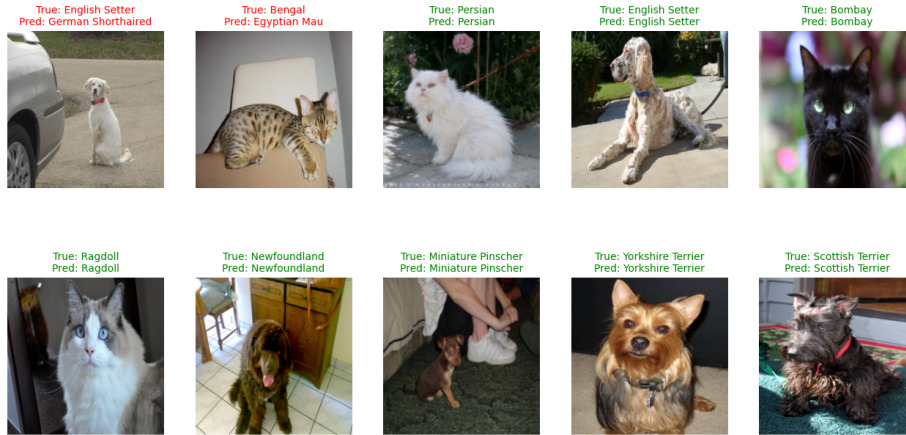 True: English Setter
Pred: German Shorthaired
True: Bengal
Pred: Egyptian Mau
True: Persian
Pred: Persian
True: English Setter
Pred: English Setter
True: Bombay
Pred: Bombay
True: Ragdoll
Pred: Ragdoll
True: Newfoundland
Pred: Newfoundland
True: Miniature Pinscher
Pred: Miniature Pinscher
True: Yorkshire Terrier
Pred: Yorkshire Terrier
True: Scottish Terrier
Pred: Scottish Terrier